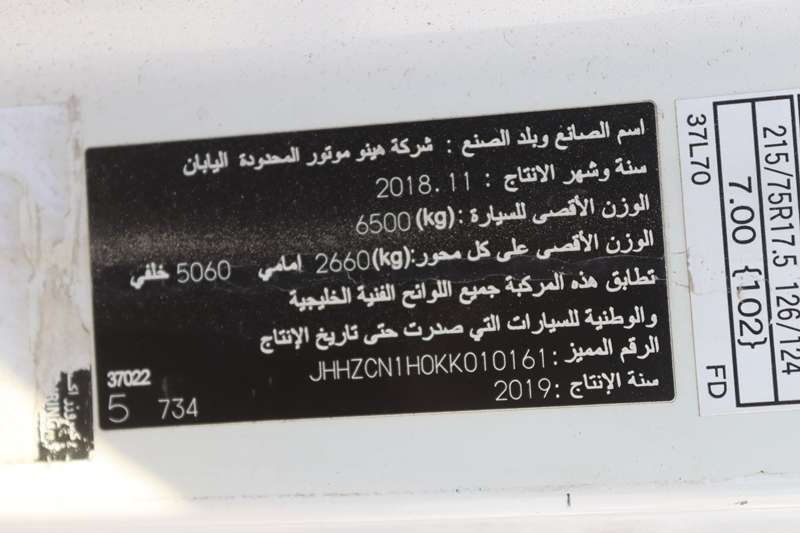 اسم الصانع وبلد الصنع : شركة هينو موتور المحدودة اليابان
سنة وشهر الانتاج : 2018.11
الوزن الأقصى للسيارة :(kg) 6500
الوزن الأقصى على كل محور:(kg) 2660 امامي 5060 خلفي
تطابق هذه المركبة جميع اللوائح الفنية الخليجية
والوطنية للسيارات التي صدرت حتى تاريخ الإنتاج
الرقم المميز : JHHZCN1H0KK010161
سنة الإنتاج :2019
37022
5 734
215/75R17.5 126/124
7.00 {102}
37L70 FD